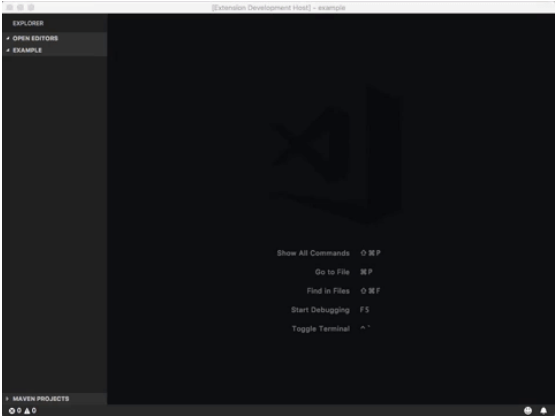 [Extension Development Host] - example
EXPLORER
OPEN EDITORS
EXAMPLE
Show All Commands ⇧⌘P
Go to File ⌘P
Find in Files ⇧⌘F
Start Debugging F5
Toggle Terminal ⌃`
MAVEN PROJECTS
0 0